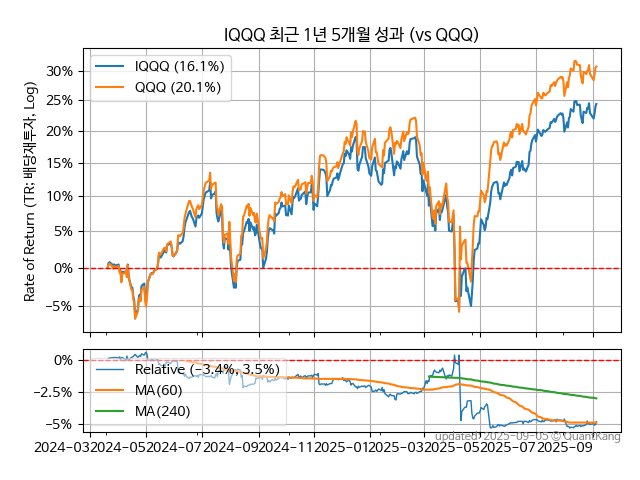 IQQQ 최근 1년 5개월 성과 (vs QQQ)
Rate of Return (TR: 배당재투자, Log)
IQQQ (16.1%)
QQQ (20.1%)
30%
25%
20%
15%
10%
5%
0%
−5%
Relative (−3.4%, 3.5%)
MA(60)
MA(240)
0%
−2.5%
−5%
updated: 2025-09-05 © QuantKang
2024-03 2024-05 2024-07 2024-09 2024-11 2025-01 2025-03 2025-05 2025-07 2025-09